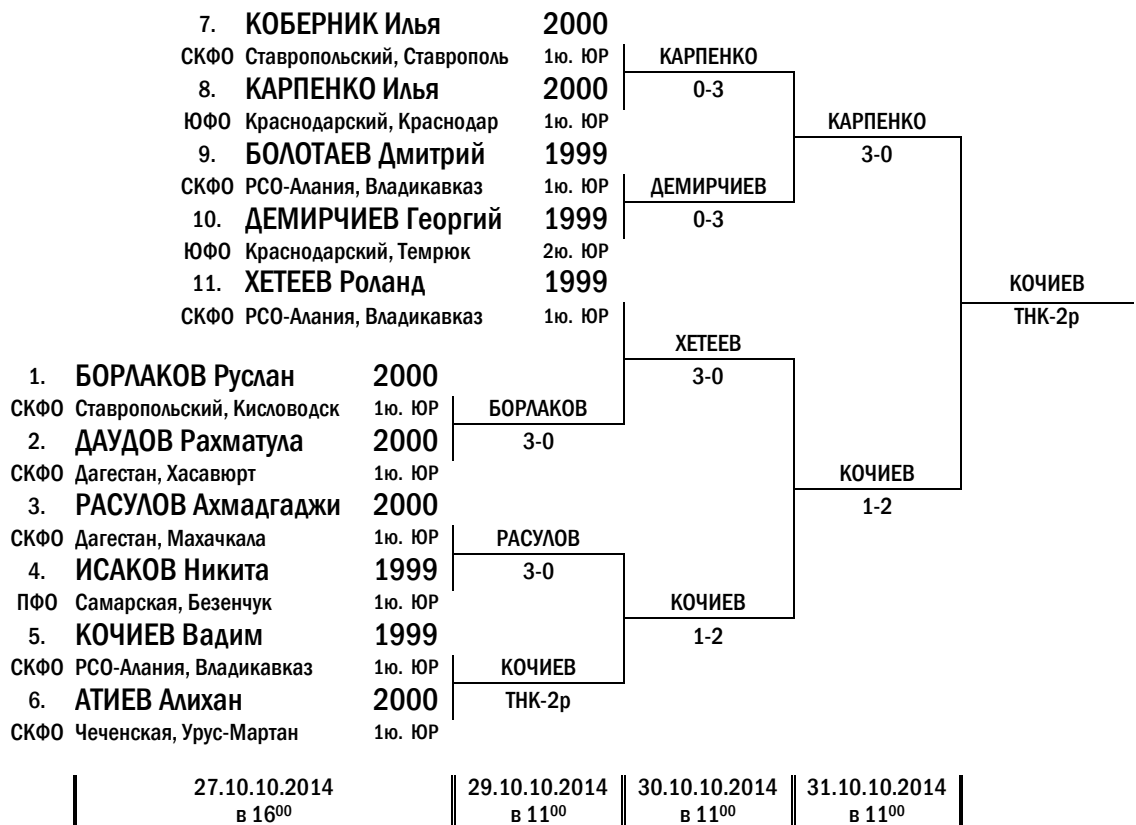 7. КОБЕРНИК Илья 2000
СКФО Ставропольский, Ставрополь 1ю. ЮР КАРПЕНКО
8. КАРПЕНКО Илья 2000 0-3
ЮФО Краснодарский, Краснодар 1ю. ЮР КАРПЕНКО
9. БОЛОТАЕВ Дмитрий 1999 3-0
СКФО РСО-Алания, Владикавказ 1ю. ЮР ДЕМИРЧИЕВ
10. ДЕМИРЧИЕВ Георгий 1999 0-3
ЮФО Краснодарский, Темрюк 2ю. ЮР
11. ХЕТЕЕВ Роланд 1999 КОЧИЕВ
СКФО РСО-Алания, Владикавказ 1ю. ЮР ТНК-2р
ХЕТЕЕВ
1. БОРЛАКОВ Руслан 2000 3-0
СКФО Ставропольский, Кисловодск 1ю. ЮР БОРЛАКОВ
2. ДАУДОВ Рахматула 2000 3-0
СКФО Дагестан, Хасавюрт 1ю. ЮР КОЧИЕВ
3. РАСУЛОВ Ахмадгаджи 2000 1-2
СКФО Дагестан, Махачкала 1ю. ЮР РАСУЛОВ
4. ИСАКОВ Никита 1999 3-0
ПФО Самарская, Безенчук 1ю. ЮР КОЧИЕВ
5. КОЧИЕВ Вадим 1999 1-2
СКФО РСО-Алания, Владикавказ 1ю. ЮР КОЧИЕВ
6. АТИЕВ Алихан 2000 ТНК-2р
СКФО Чеченская, Урус-Мартан 1ю. ЮР
27.10.10.2014 29.10.10.2014 30.10.10.2014 31.10.10.2014
в 16⁰⁰ в 11⁰⁰ в 11⁰⁰ в 11⁰⁰